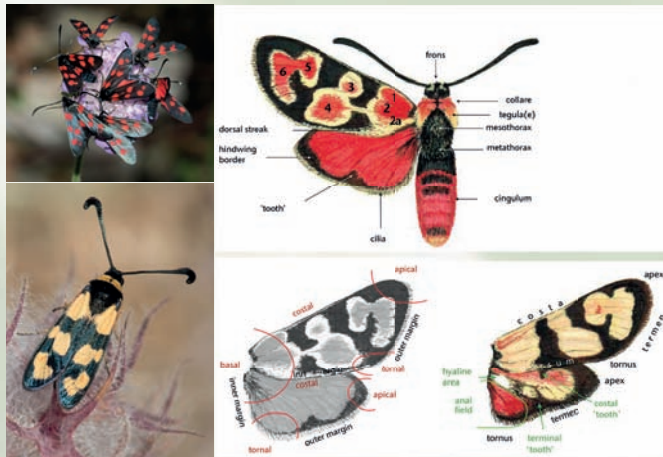 frons
6
5
3
4
1
2
2a
collare
tegula(e)
mesothorax
metathorax
cingulum
dorsal streak
hindwing
border
'tooth'
cilia
costal
apical
outer margin
basal
costal
tornal
inner margin
apical
outer margin
tornal
apex
costa
termen
tornus
hyaline
area
apex
anal
field
costal
'tooth'
termec
terminal
'tooth'
tornus